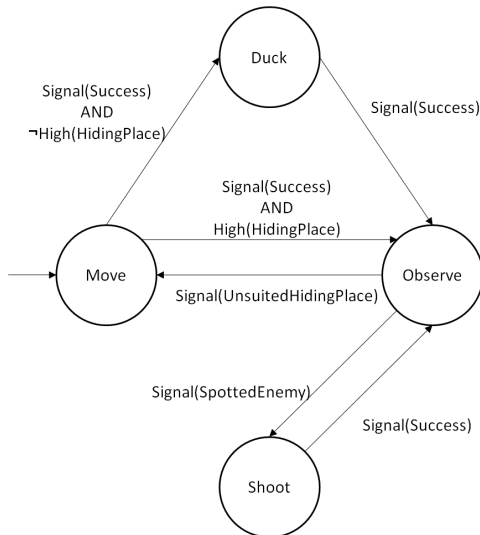 Duck
Signal(Success)
AND
¬High(HidingPlace)
Signal(Success)
Signal(Success)
AND
High(HidingPlace)
Move
Observe
Signal(UnsuitedHidingPlace)
Signal(SpottedEnemy)
Signal(Success)
Shoot